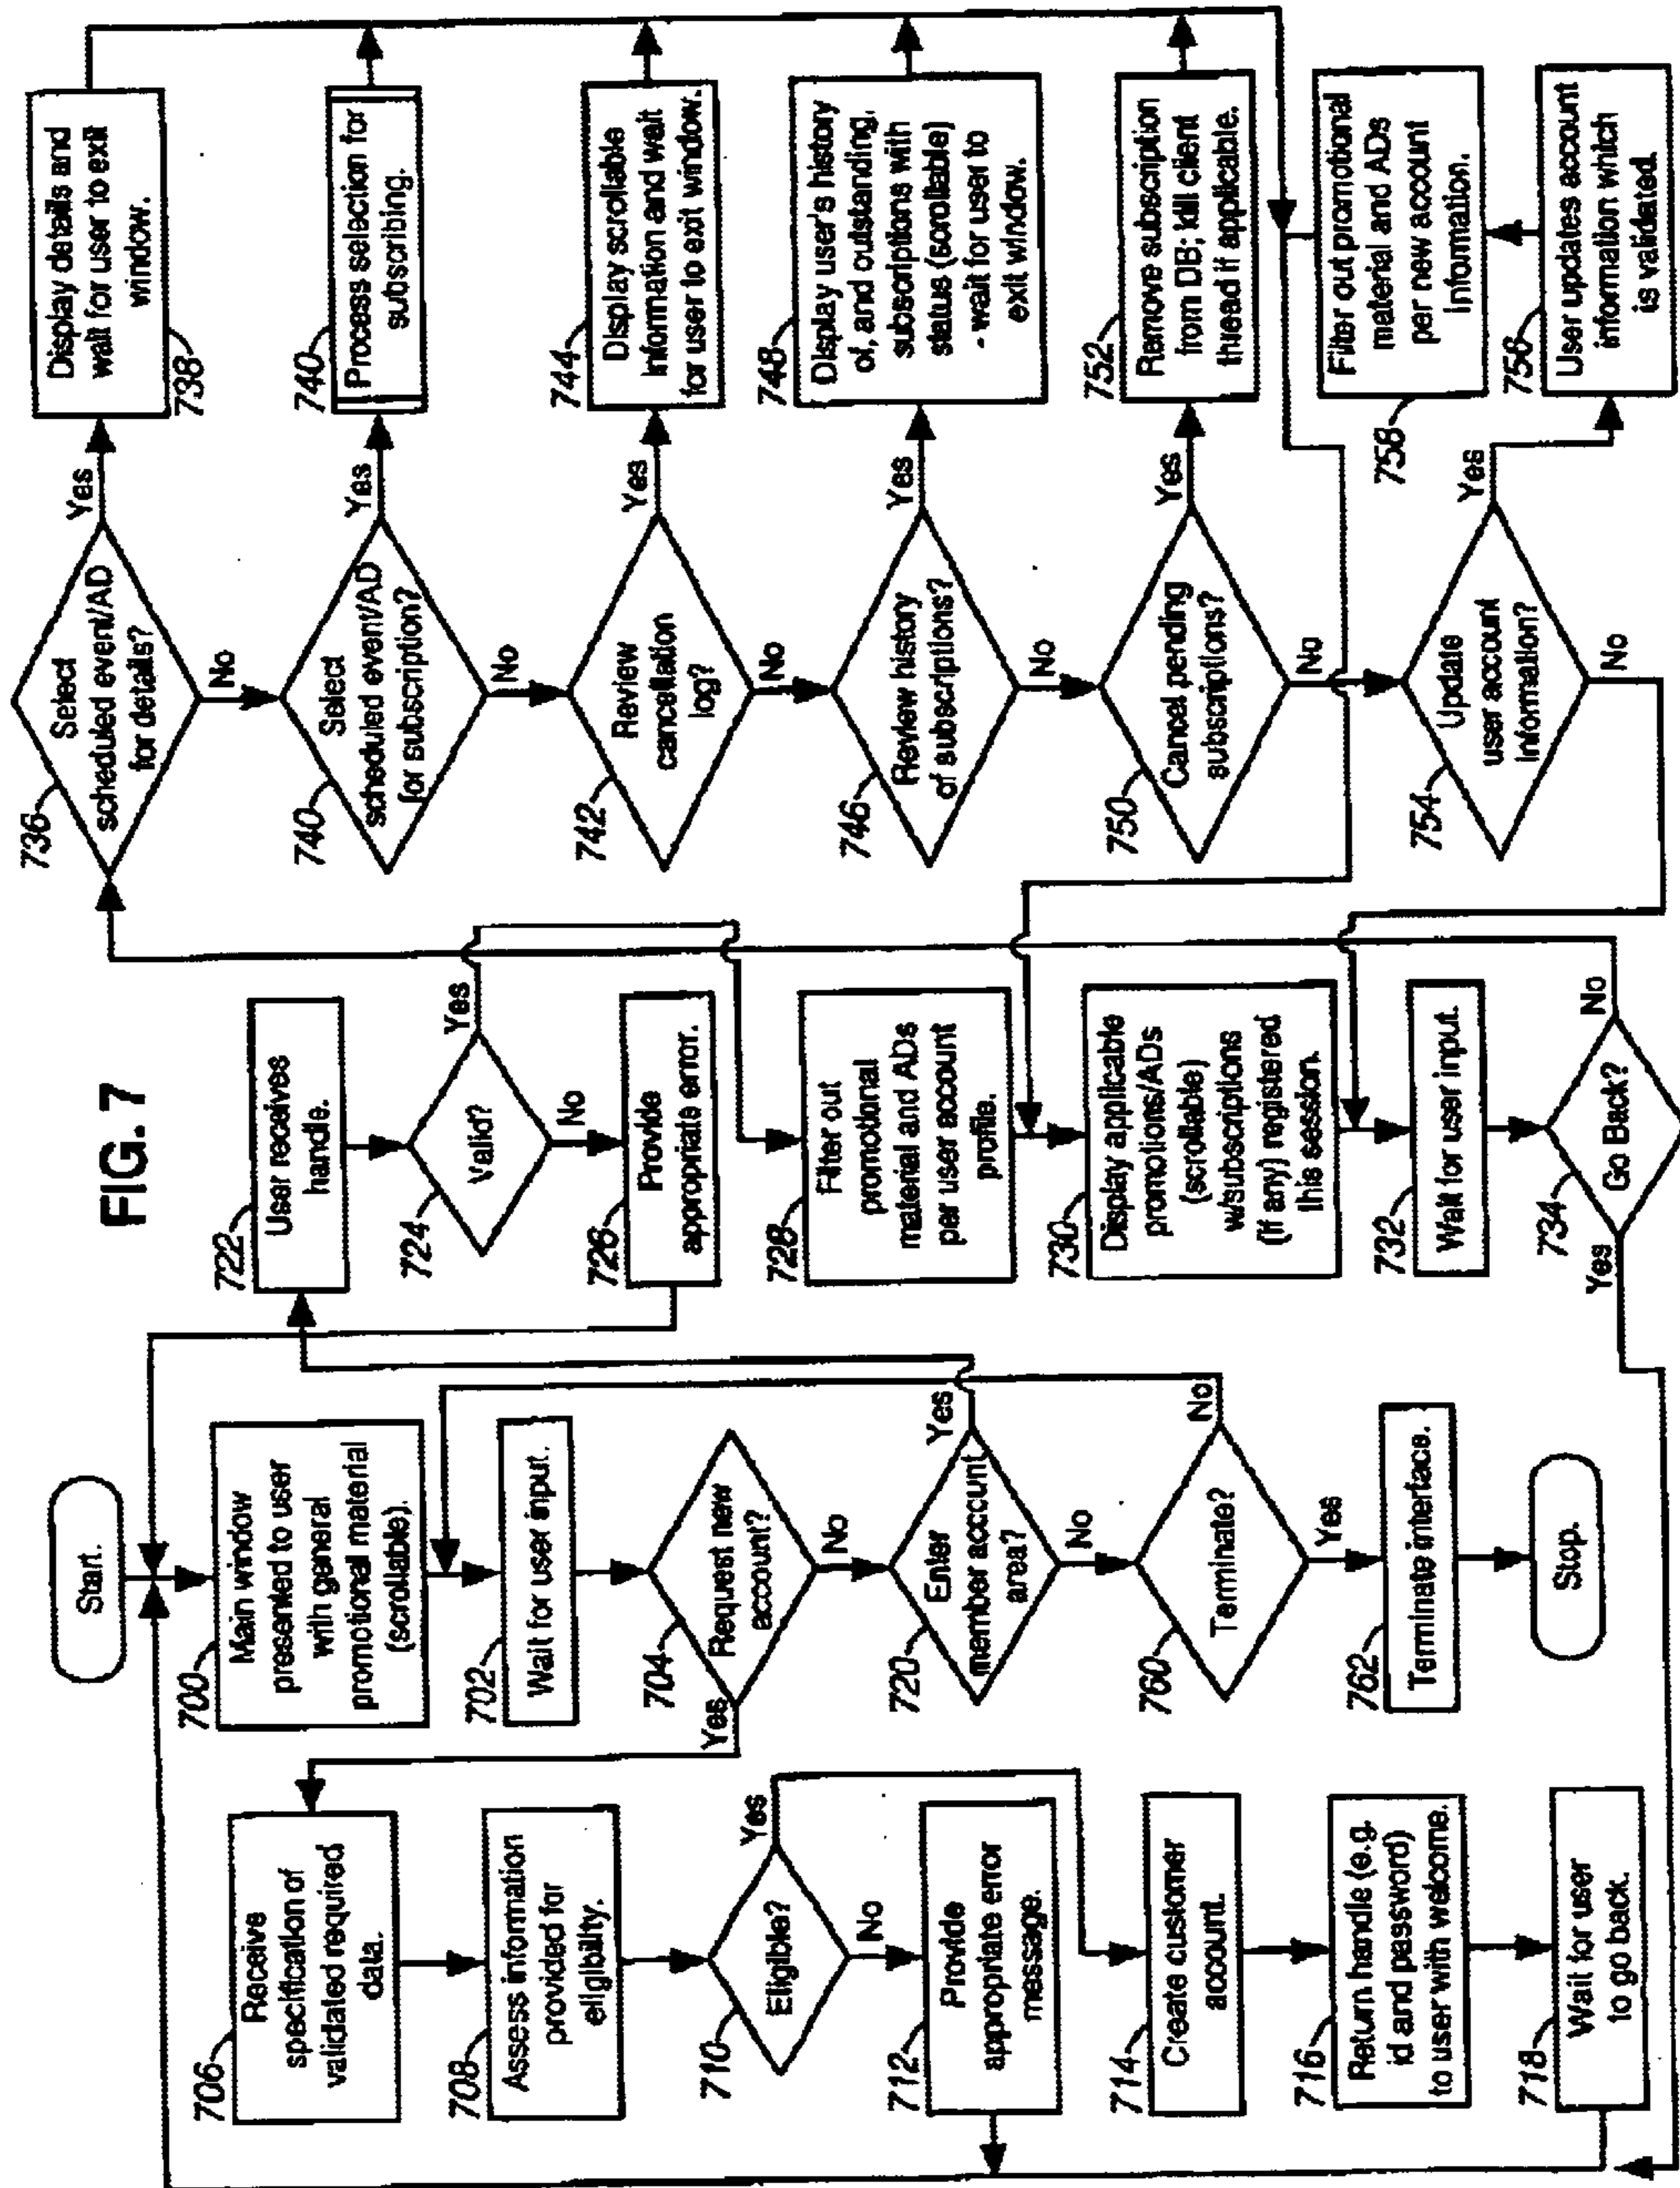 FIG. 7
Start.
700
Main window
presented to user
with general
promotional material
(scrollable).
702
Wait for user input.
704
Request new
account?
Yes
No
720
Enter
member account
area?
Yes
No
760
Terminate?
No
Yes
762
Terminate interface.
Stop.
706
Receive
specification of
validated required
data.
708
Assess information
provided for
eligibility.
710
Eligible?
Yes
No
712
Provide
appropriate error
message.
714
Create customer
account.
716
Return handle (e.g.
id and password)
to user with welcome.
718
Wait for user
to go back.
722
User receives
handle.
724
Valid?
Yes
No
726
Provide
appropriate error.
728
Filter out
promotional
material and ADs
per user account
profile.
730
Display applicable
promotions/ADs
(scrollable)
w/subscriptions
(if any) registered
this session.
732
Wait for user input.
734
Go Back?
Yes
No
736
Select
scheduled event/AD
for details?
Yes
No
738
Display details and
wait for user to exit
window.
740
Select
scheduled event/AD
for subscription?
Yes
No
740
Process selection for
subscribing.
742
Review
cancellation
log?
Yes
No
744
Display scrollable
information and wait
for user to exit window.
746
Review history
of subscriptions?
Yes
No
748
Display user's history
of, and outstanding,
subscriptions with
status (scrollable)
- wait for user to
exit window.
750
Cancel pending
subscriptions?
Yes
No
752
Remove subscription
from DB; kill client
thread if applicable.
754
Update
user account
information?
Yes
No
756
User updates account
information which
is validated.
758
Filter out promotional
material and ADs
per new account
information.